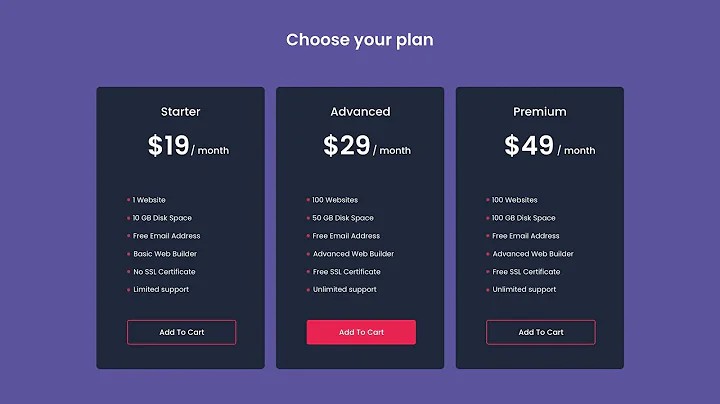 Choose your plan
Starter
$19 / month
1 Website
10 GB Disk Space
Free Email Address
Basic Web Builder
No SSL Certificate
Limited support
Add To Cart
Advanced
$29 / month
100 Websites
50 GB Disk Space
Free Email Address
Advanced Web Builder
Free SSL Certificate
Unlimited support
Add To Cart
Premium
$49 / month
100 Websites
100 GB Disk Space
Free Email Address
Advanced Web Builder
Free SSL Certificate
Unlimited support
Add To Cart